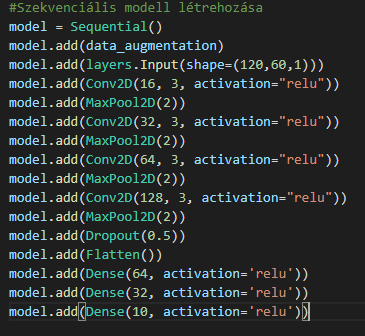 #Szekvenciális modell létrehozása
model = Sequential()
model.add(data_augmentation)
model.add(layers.Input(shape=(120,60,1)))
model.add(Conv2D(16, 3, activation="relu"))
model.add(MaxPool2D(2))
model.add(Conv2D(32, 3, activation="relu"))
model.add(MaxPool2D(2))
model.add(Conv2D(64, 3, activation="relu"))
model.add(MaxPool2D(2))
model.add(Conv2D(128, 3, activation="relu"))
model.add(MaxPool2D(2))
model.add(Dropout(0.5))
model.add(Flatten())
model.add(Dense(64, activation='relu'))
model.add(Dense(32, activation='relu'))
model.add(Dense(10, activation='relu'))